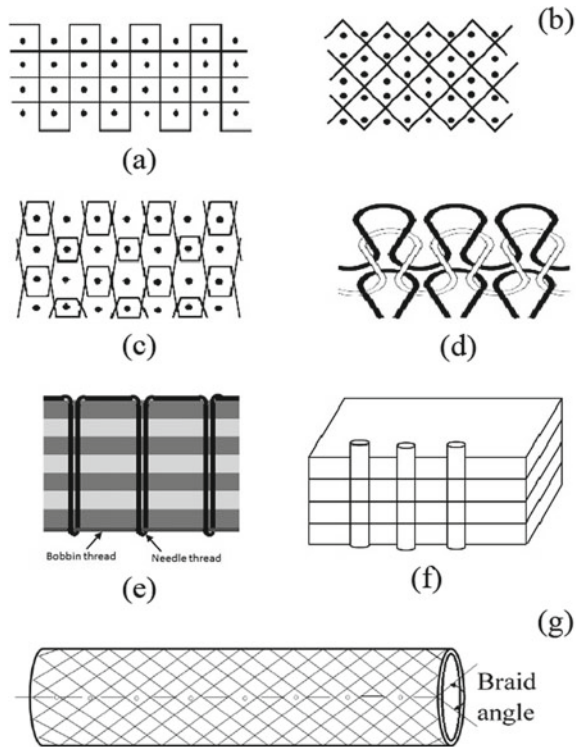 (b)
(a)
(c)
(d)
Bobbin thread
Needle thread
(e)
(f)
(g)
Braid
angle